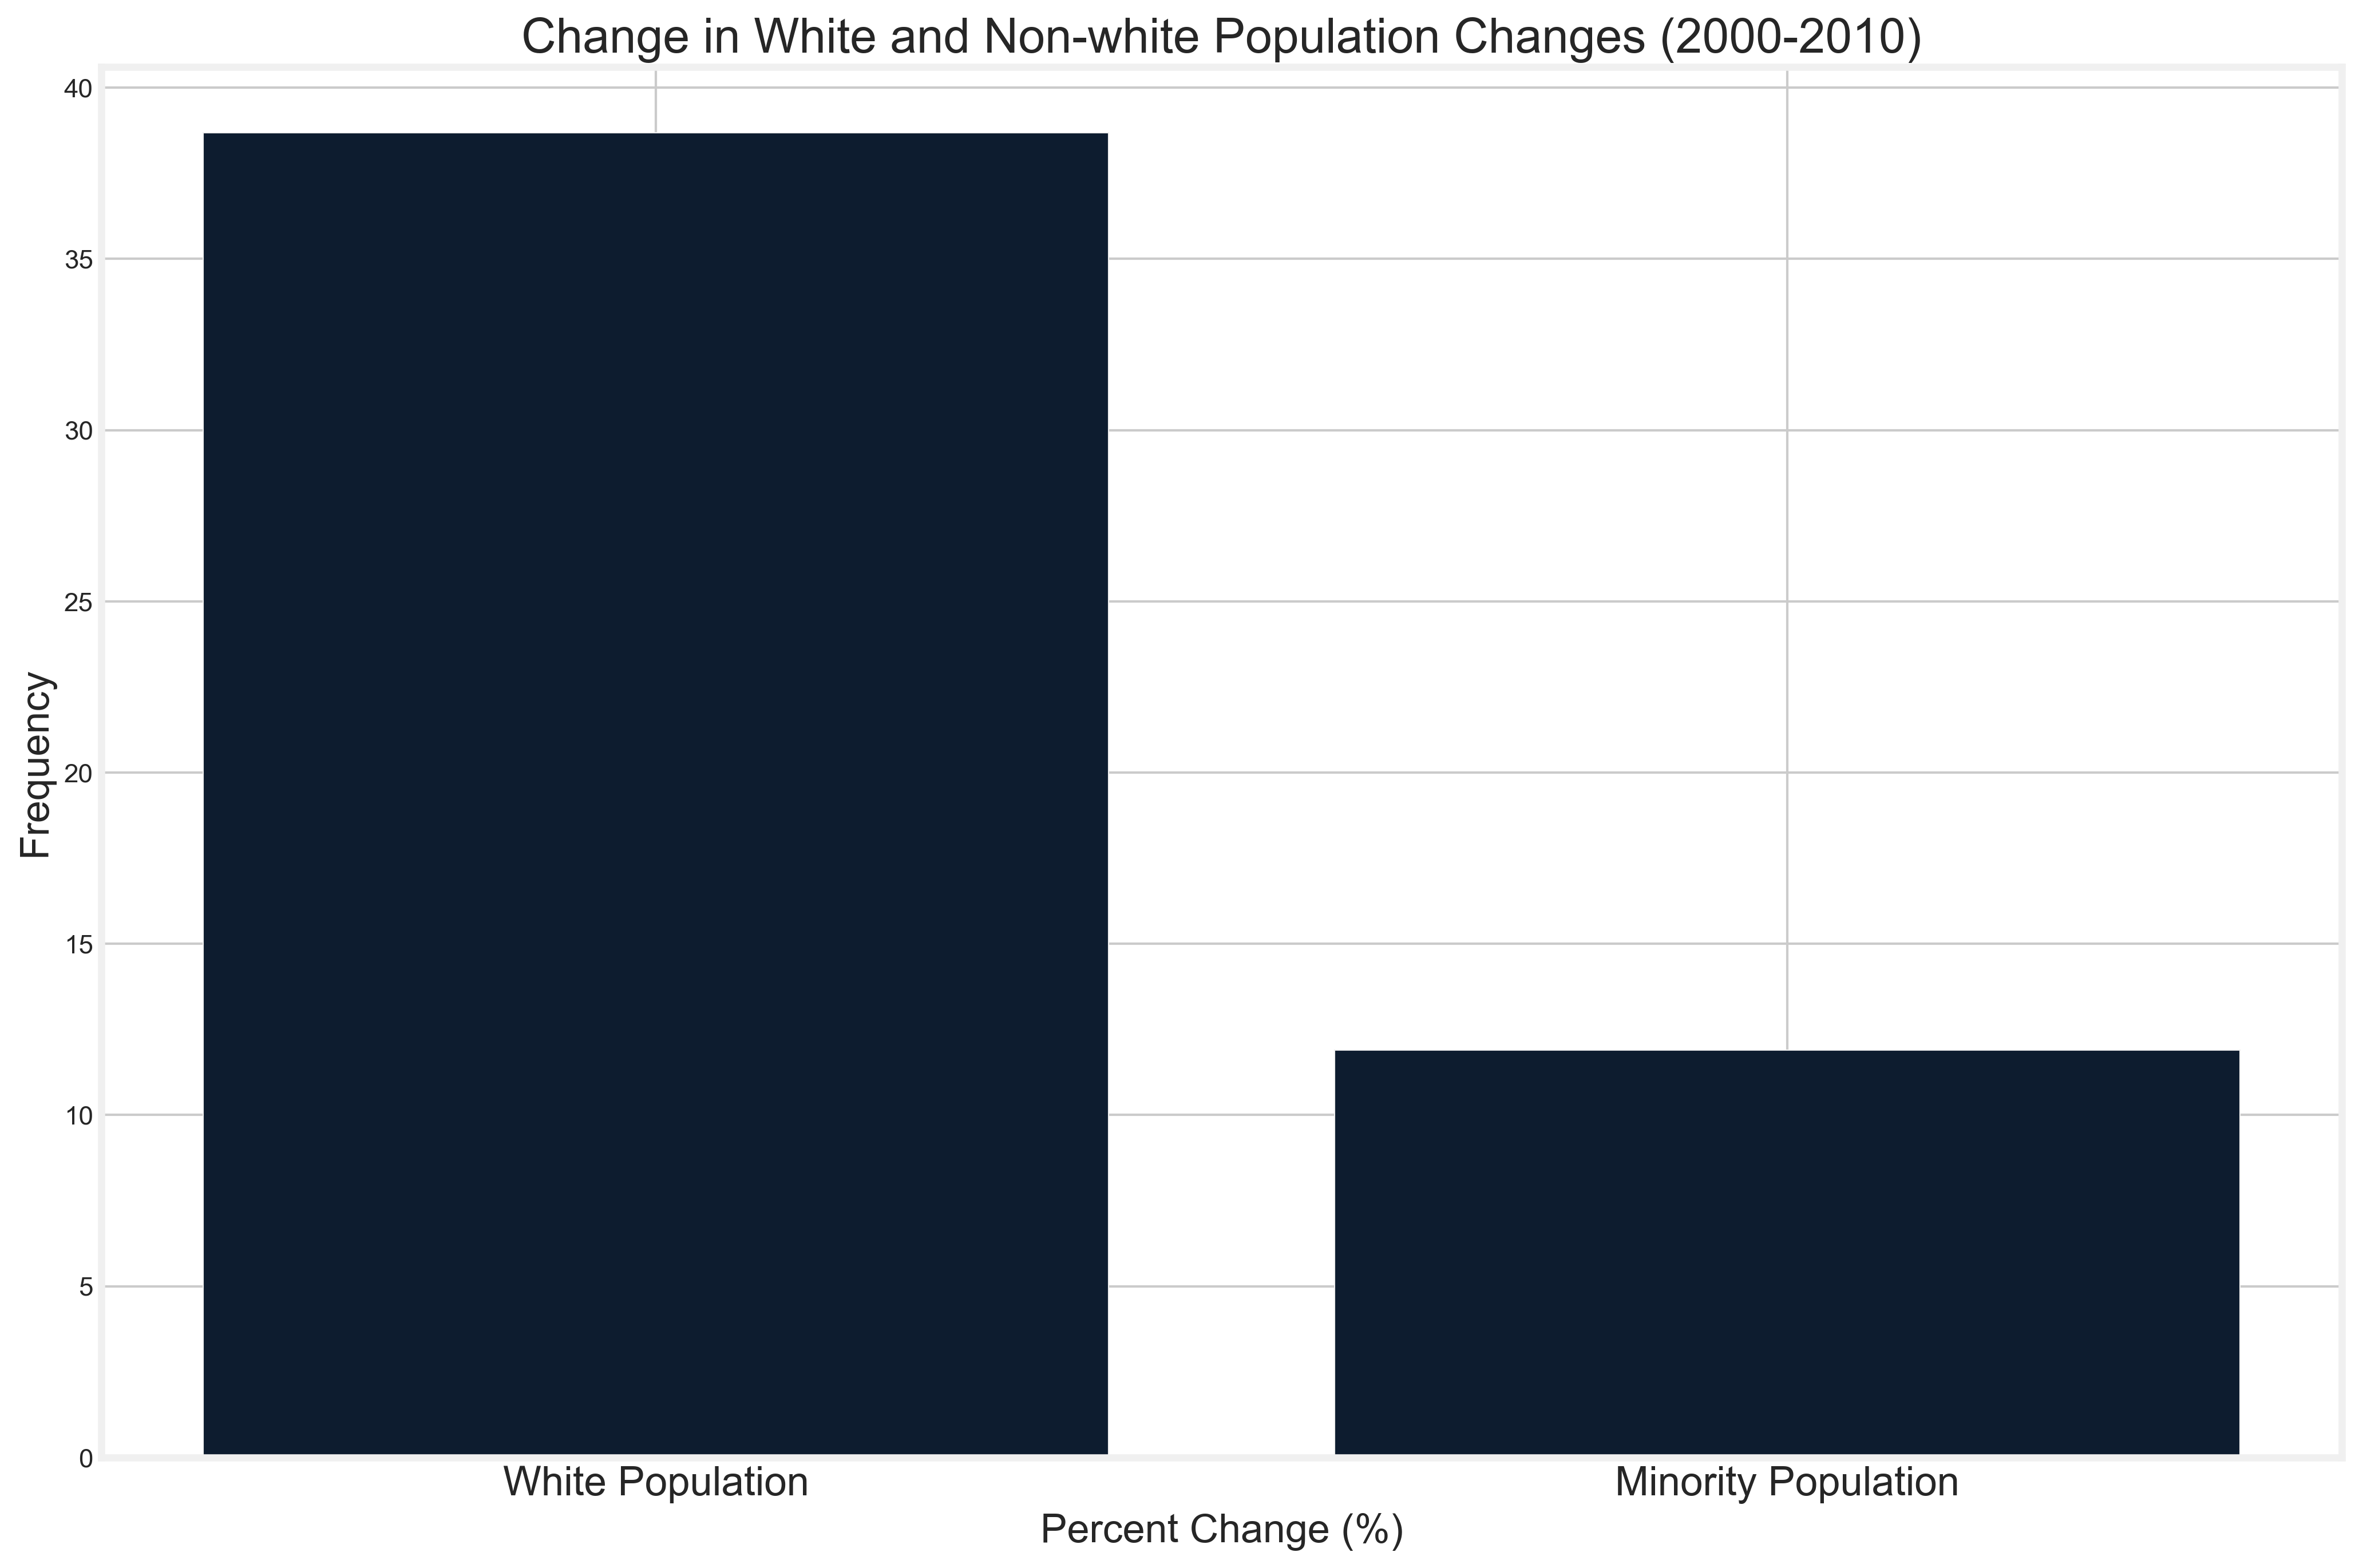 Change in White and Non-white Population Changes (2000-2010)
40
35
30
25
20
15
10
5
0
Frequency
White Population
Minority Population
Percent Change (%)